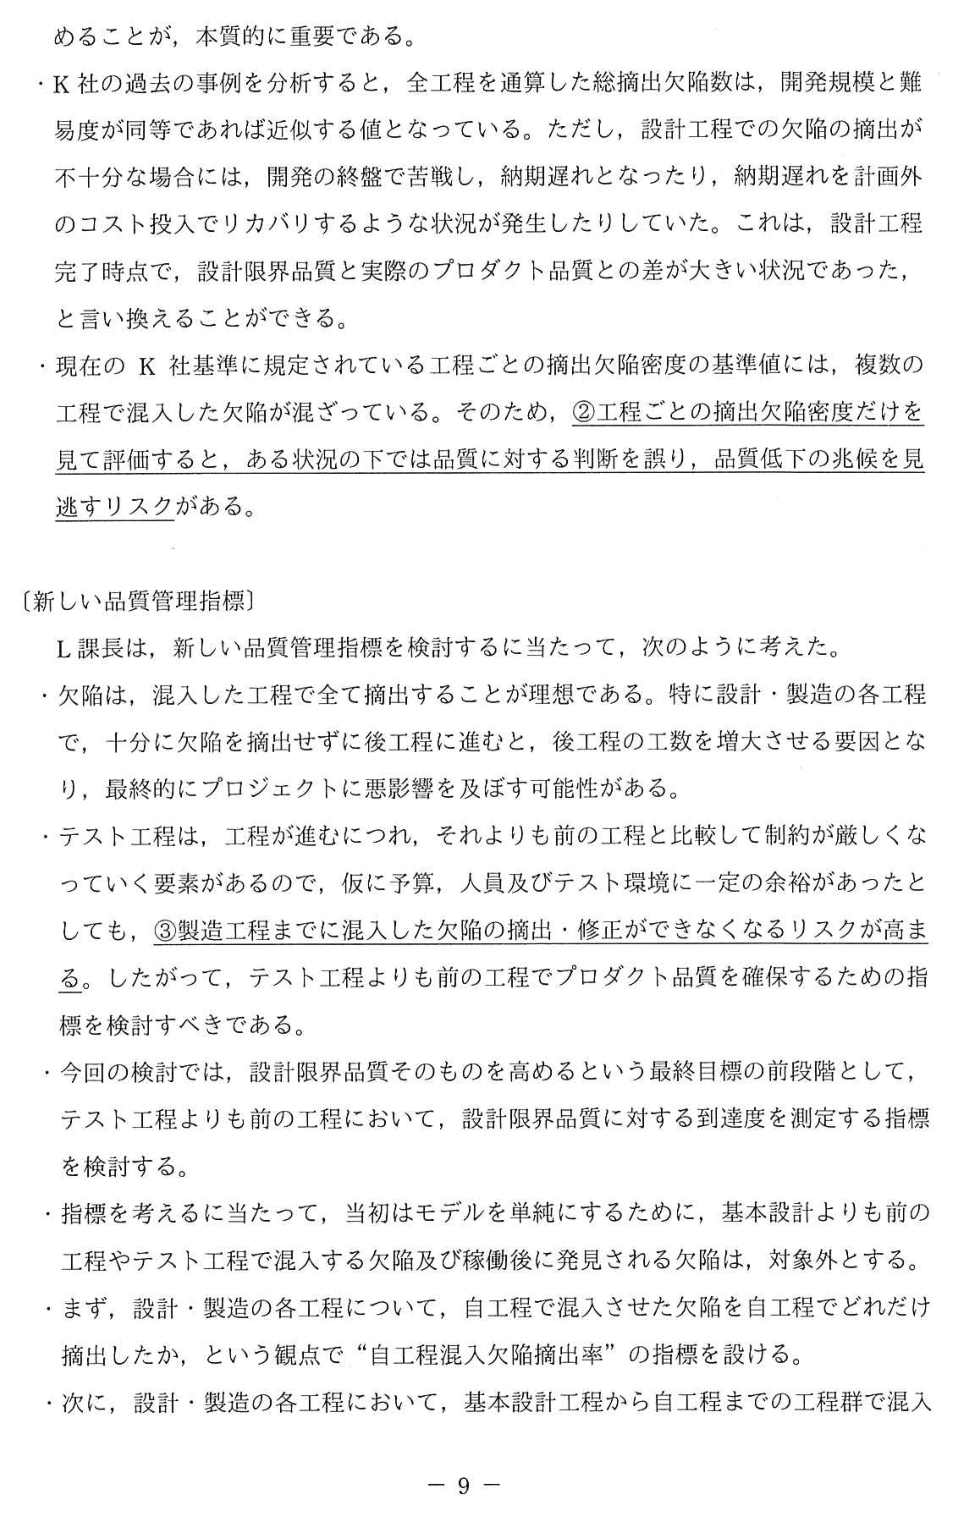 めることが，本質的に重要である。
・K 社の過去の事例を分析すると，全工程を通算した総摘出欠陥数は，開発規模と難
易度が同等であれば近似する値となっている。ただし，設計工程での欠陥の摘出が
不十分な場合には，開発の終盤で苦戦し，納期遅れとなったり，納期遅れを計画外
のコスト投入でリカバリするような状況が発生したりしていた。これは，設計工程
完了時点で，設計限界品質と実際のプロダクト品質との差が大きい状況であった，
と言い換えることができる。
・現在の K 社基準に規定されている工程ごとの摘出欠陥密度の基準値には，複数の
工程で混入した欠陥が混ざっている。そのため，②工程ごとの摘出欠陥密度だけを
見て評価すると，ある状況の下では品質に対する判断を誤り，品質低下の兆候を見
逃すリスクがある。
〔新しい品質管理指標〕
L 課長は，新しい品質管理指標を検討するに当たって，次のように考えた。
・欠陥は，混入した工程で全て摘出することが理想である。特に設計・製造の各工程
で，十分に欠陥を摘出せずに後工程に進むと，後工程の工数を増大させる要因とな
り，最終的にプロジェクトに悪影響を及ぼす可能性がある。
・テスト工程は，工程が進むにつれ，それよりも前の工程と比較して制約が厳しくな
っていく要素があるので，仮に予算，人員及びテスト環境に一定の余裕があったと
しても，③製造工程までに混入した欠陥の摘出・修正ができなくなるリスクが高ま
る。したがって，テスト工程よりも前の工程でプロダクト品質を確保するための指
標を検討すべきである。
・今回の検討では，設計限界品質そのものを高めるという最終目標の前段階として，
テスト工程よりも前の工程において，設計限界品質に対する到達度を測定する指標
を検討する。
・指標を考えるに当たって，当初はモデルを単純にするために，基本設計よりも前の
工程やテスト工程で混入する欠陥及び稼働後に発見される欠陥は，対象外とする。
・まず，設計・製造の各工程について，自工程で混入させた欠陥を自工程でどれだけ
摘出したか，という観点で“自工程混入欠陥摘出率”の指標を設ける。
・次に，設計・製造の各工程において，基本設計工程から自工程までの工程群で混入
－ 9 －